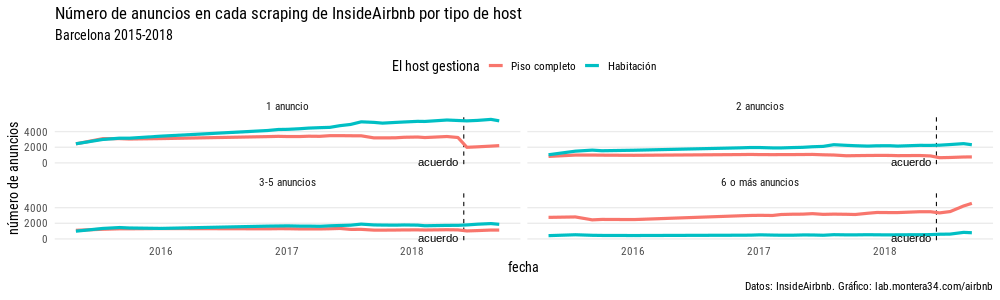 Número de anuncios en cada scraping de InsideAirbnb por tipo de host
Barcelona 2015-2018
El host gestiona Piso completo Habitación
1 anuncio 2 anuncios
4000
2000
0
acuerdo acuerdo
3-5 anuncios 6 o más anuncios
4000
2000
0
acuerdo acuerdo
2016 2017 2018 2016 2017 2018
número de anuncios
fecha
Datos: InsideAirbnb. Gráfico: lab.montera34.com/airbnb